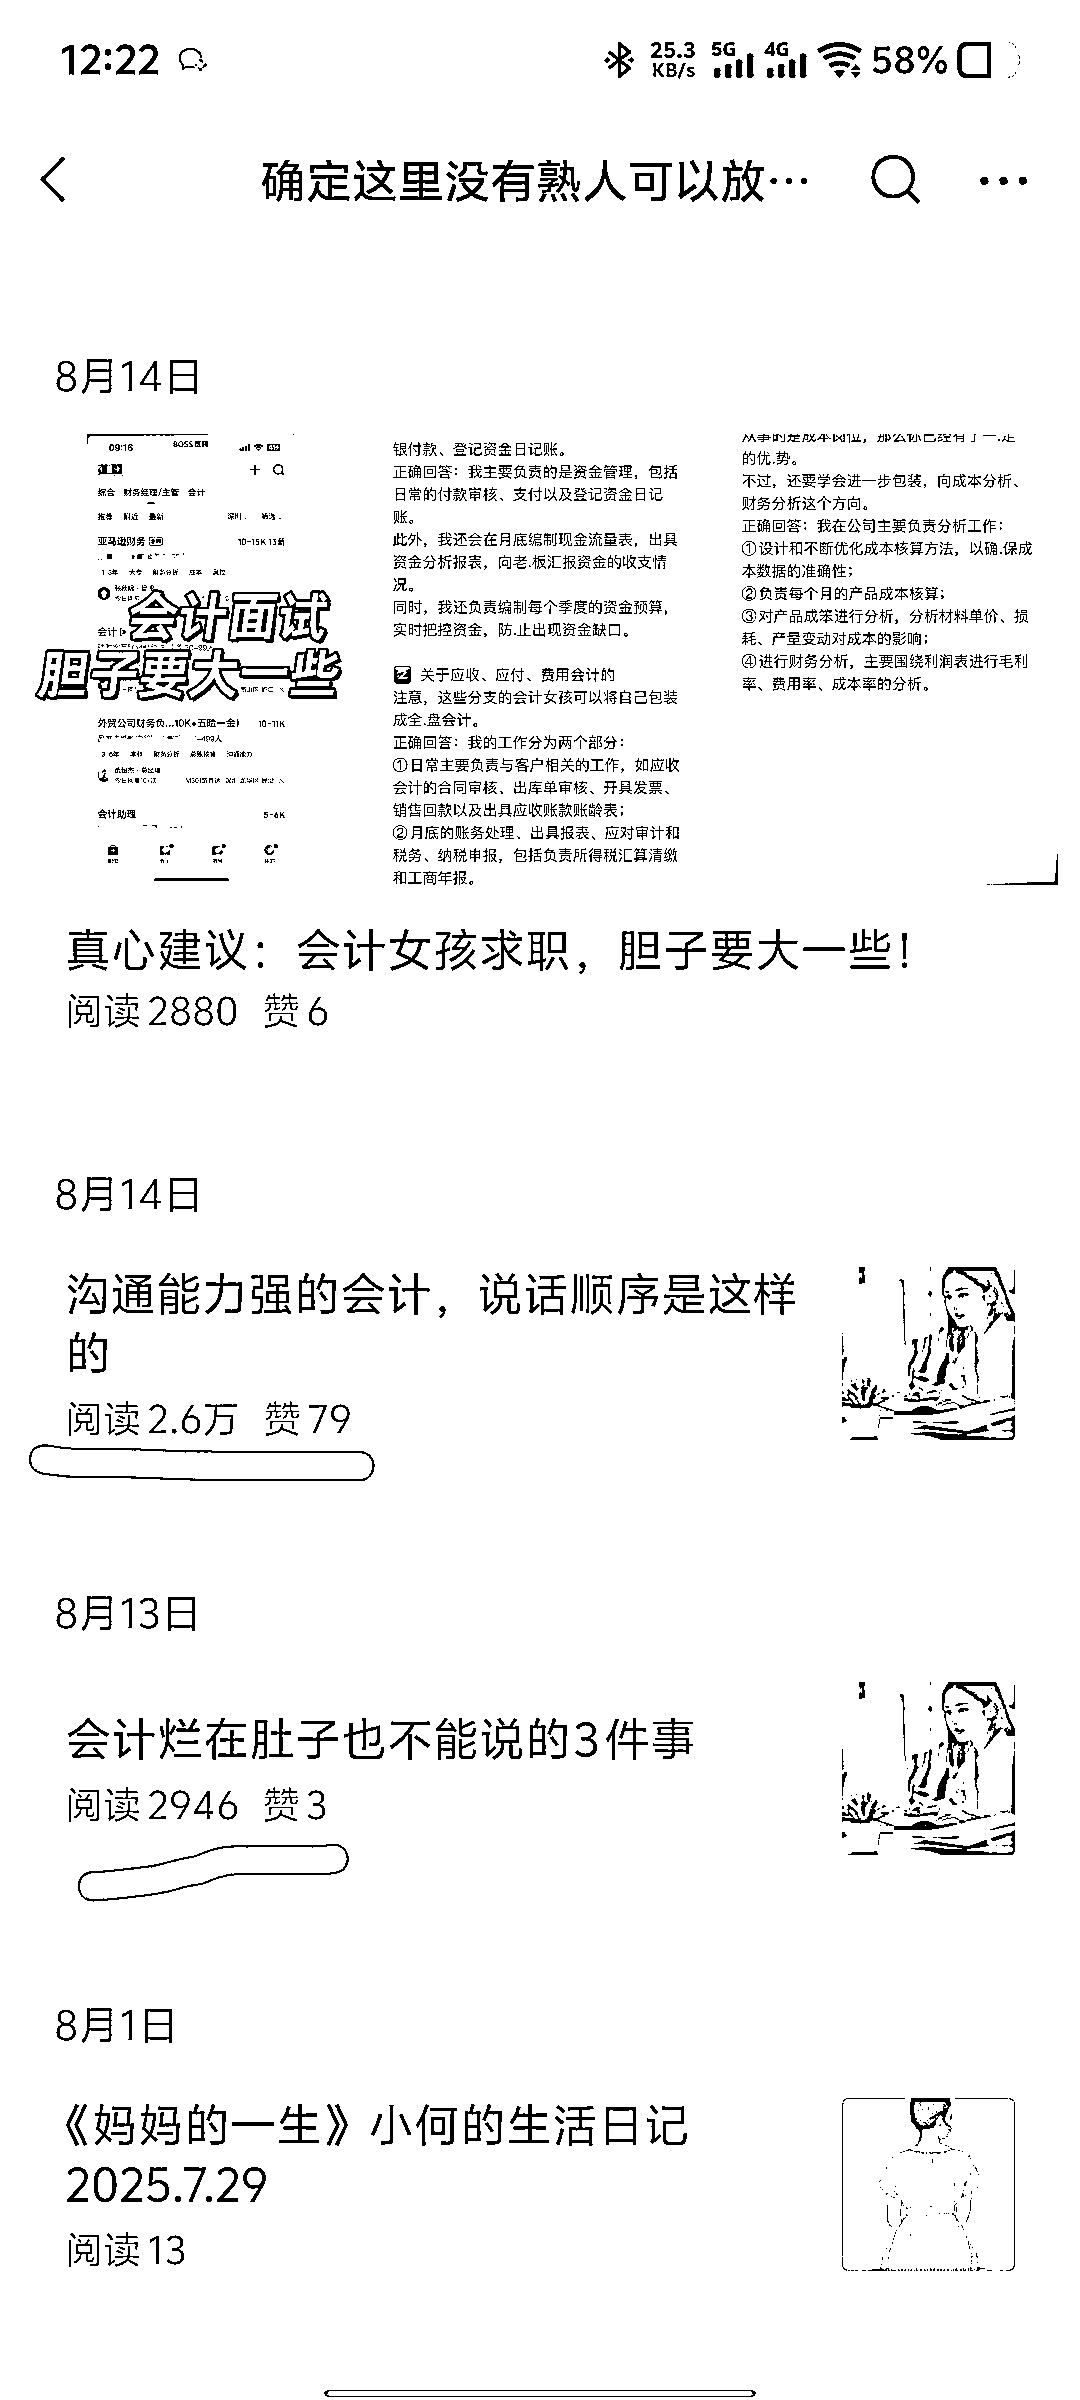 12:22
25.3 KB/s 5G 4G 58%
确定这里没有熟人可以放…
8月14日
09:16 BOSS直聘
综合 财务经理/主管 会计
推荐 附近 最新
亚马逊财务
10-15K·13薪
会计面试
胆子要大一些
外贸公司财务负...10K+五险一金) 10-11K
会计助理 5-6K
银付款、登记资金日记账。
正确回答：我主要负责的是资金管理，包括
日常的付款审核、支付以及登记资金日记
账。
此外，我还会在月底编制现金流量表，出具
资金分析报表，向老.板汇报资金的收支情
况。
同时，我还负责编制每个季度的资金预算，
实时把控资金，防.止出现资金缺口。
2 关于应收、应付、费用会计的
注意，这些分支的会计女孩可以将自己包装
成全.盘会计。
正确回答：我的工作分为两个部分：
①日常主要负责与客户相关的工作，如应收
会计的合同审核、出库单审核、开具发票、
销售回款以及出具应收账款账龄表；
②月底的账务处理、出具报表、应对审计和
税务、纳税申报，包括负责所得税汇算清缴
和工商年报。
从事的是成本岗位，那么你已经有了一.定
的优.势。
不过，还要学会进一步包装，向成本分析、
财务分析这个方向。
正确回答：我在公司主要负责分析工作：
①设计和不断优化成本核算方法，以确.保成
本数据的准确性；
②负责每个月的产品成本核算；
③对产品成本进行分析，分析材料单价、损
耗、产量变动对成本的影响；
④进行财务分析，主要围绕利润表进行毛利
率、费用率、成本率的分析。
真心建议：会计女孩求职，胆子要大一些！
阅读 2880 赞 6
8月14日
沟通能力强的会计，说话顺序是这样
的
阅读 2.6万 赞 79
8月13日
会计烂在肚子也不能说的3件事
阅读 2946 赞 3
8月1日
《妈妈的一生》小何的生活日记
2025.7.29
阅读 13